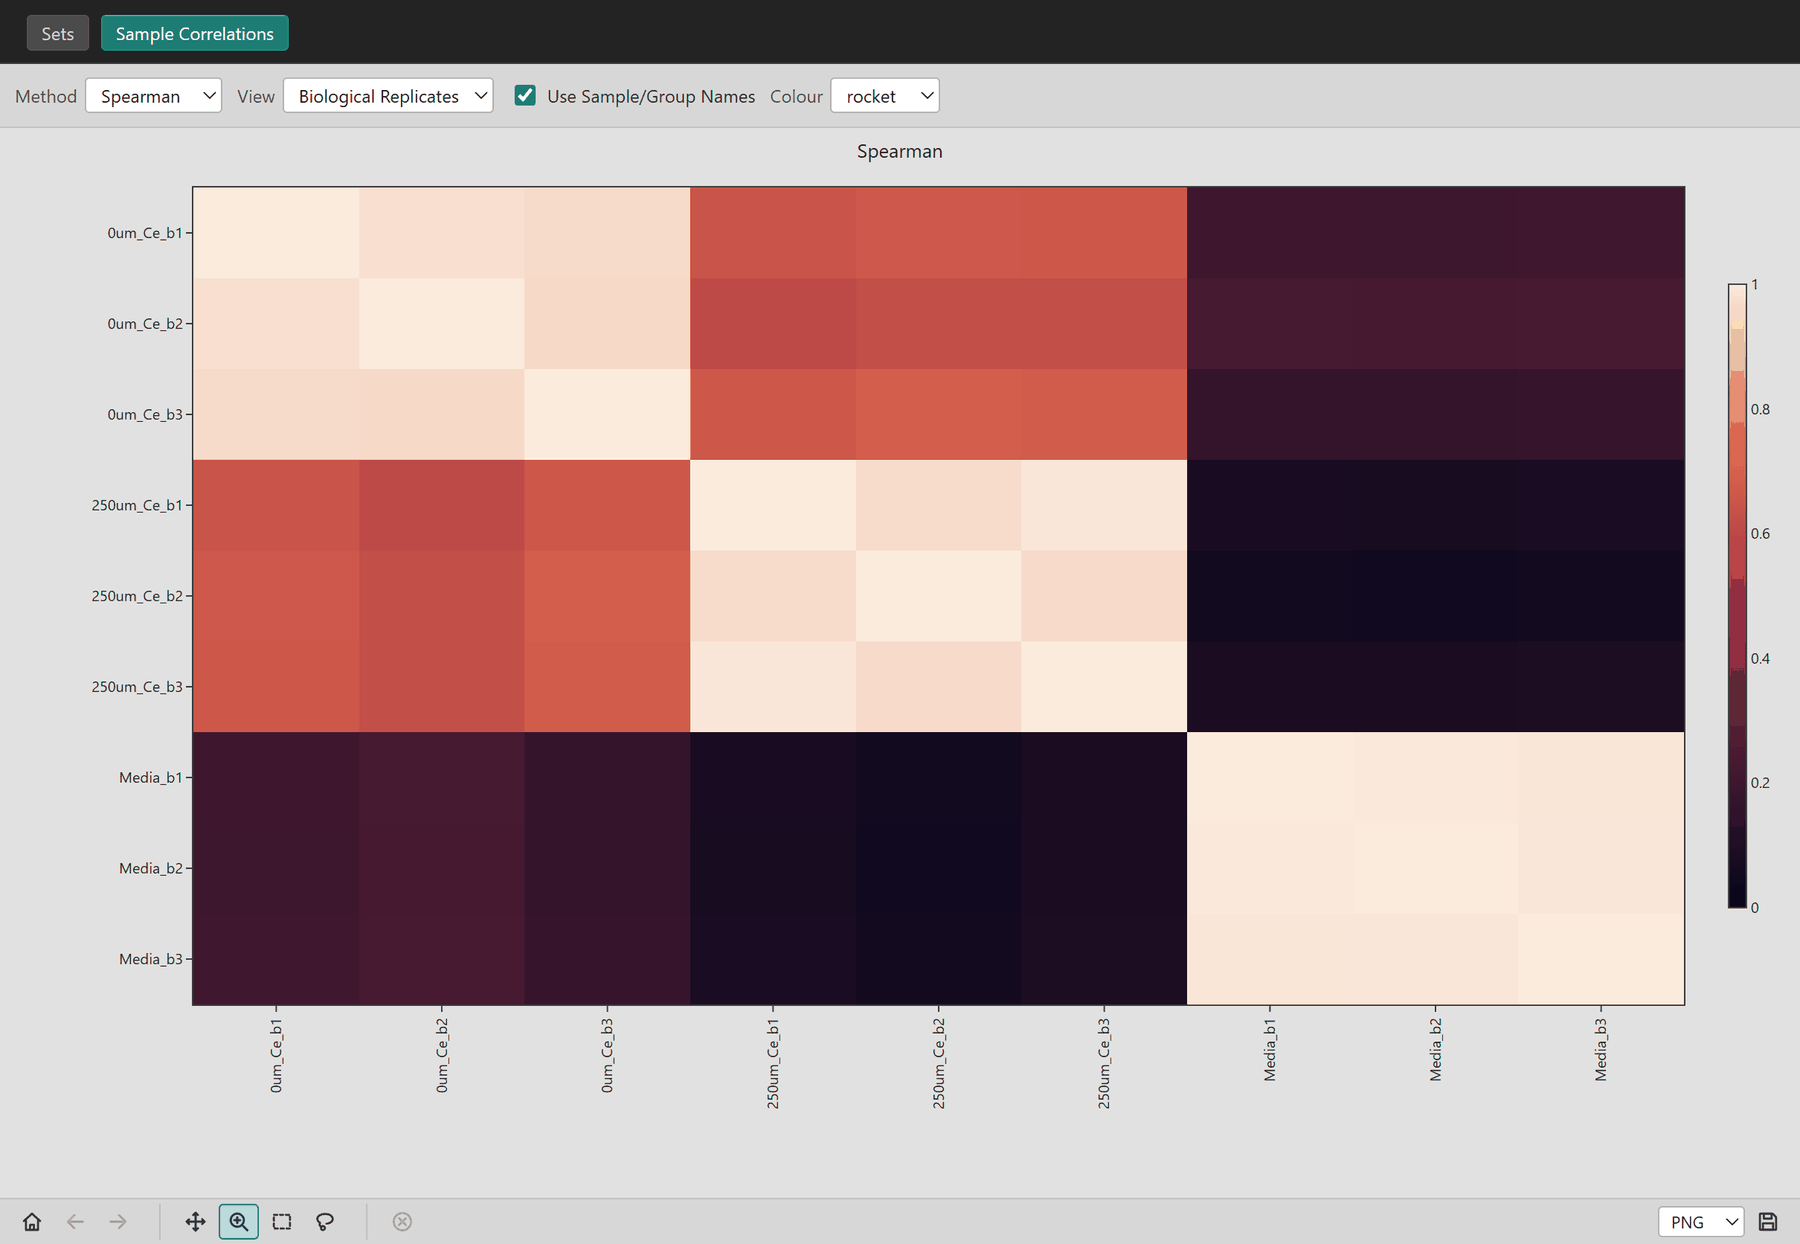 Sets
Sample Correlations
Method Spearman View Biological Replicates Use Sample/Group Names Colour rocket
Spearman
0um_Ce_b1
0um_Ce_b2
0um_Ce_b3
250um_Ce_b1
250um_Ce_b2
250um_Ce_b3
Media_b1
Media_b2
Media_b3
1
0.8
0.6
0.4
0.2
0
0um_Ce_b1
0um_Ce_b2
0um_Ce_b3
250um_Ce_b1
250um_Ce_b2
250um_Ce_b3
Media_b1
Media_b2
Media_b3
PNG